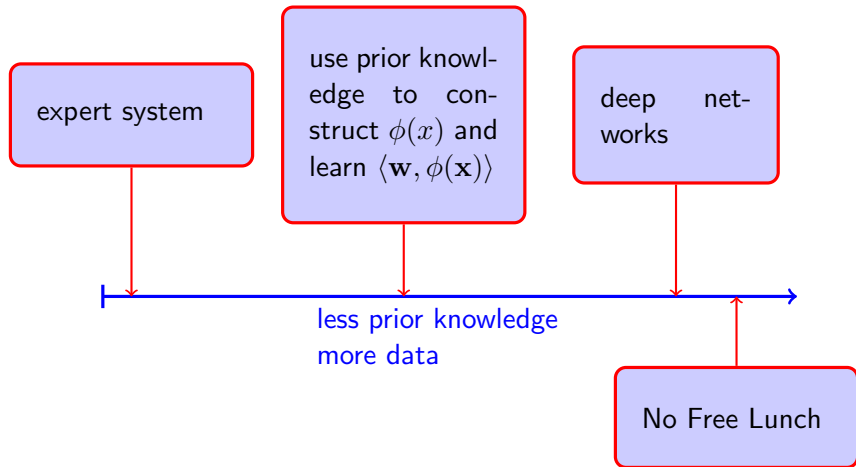 expert system
use prior knowl-
edge to con-
struct ϕ(x) and
learn ⟨w, ϕ(x)⟩
deep net-
works
less prior knowledge
more data
No Free Lunch